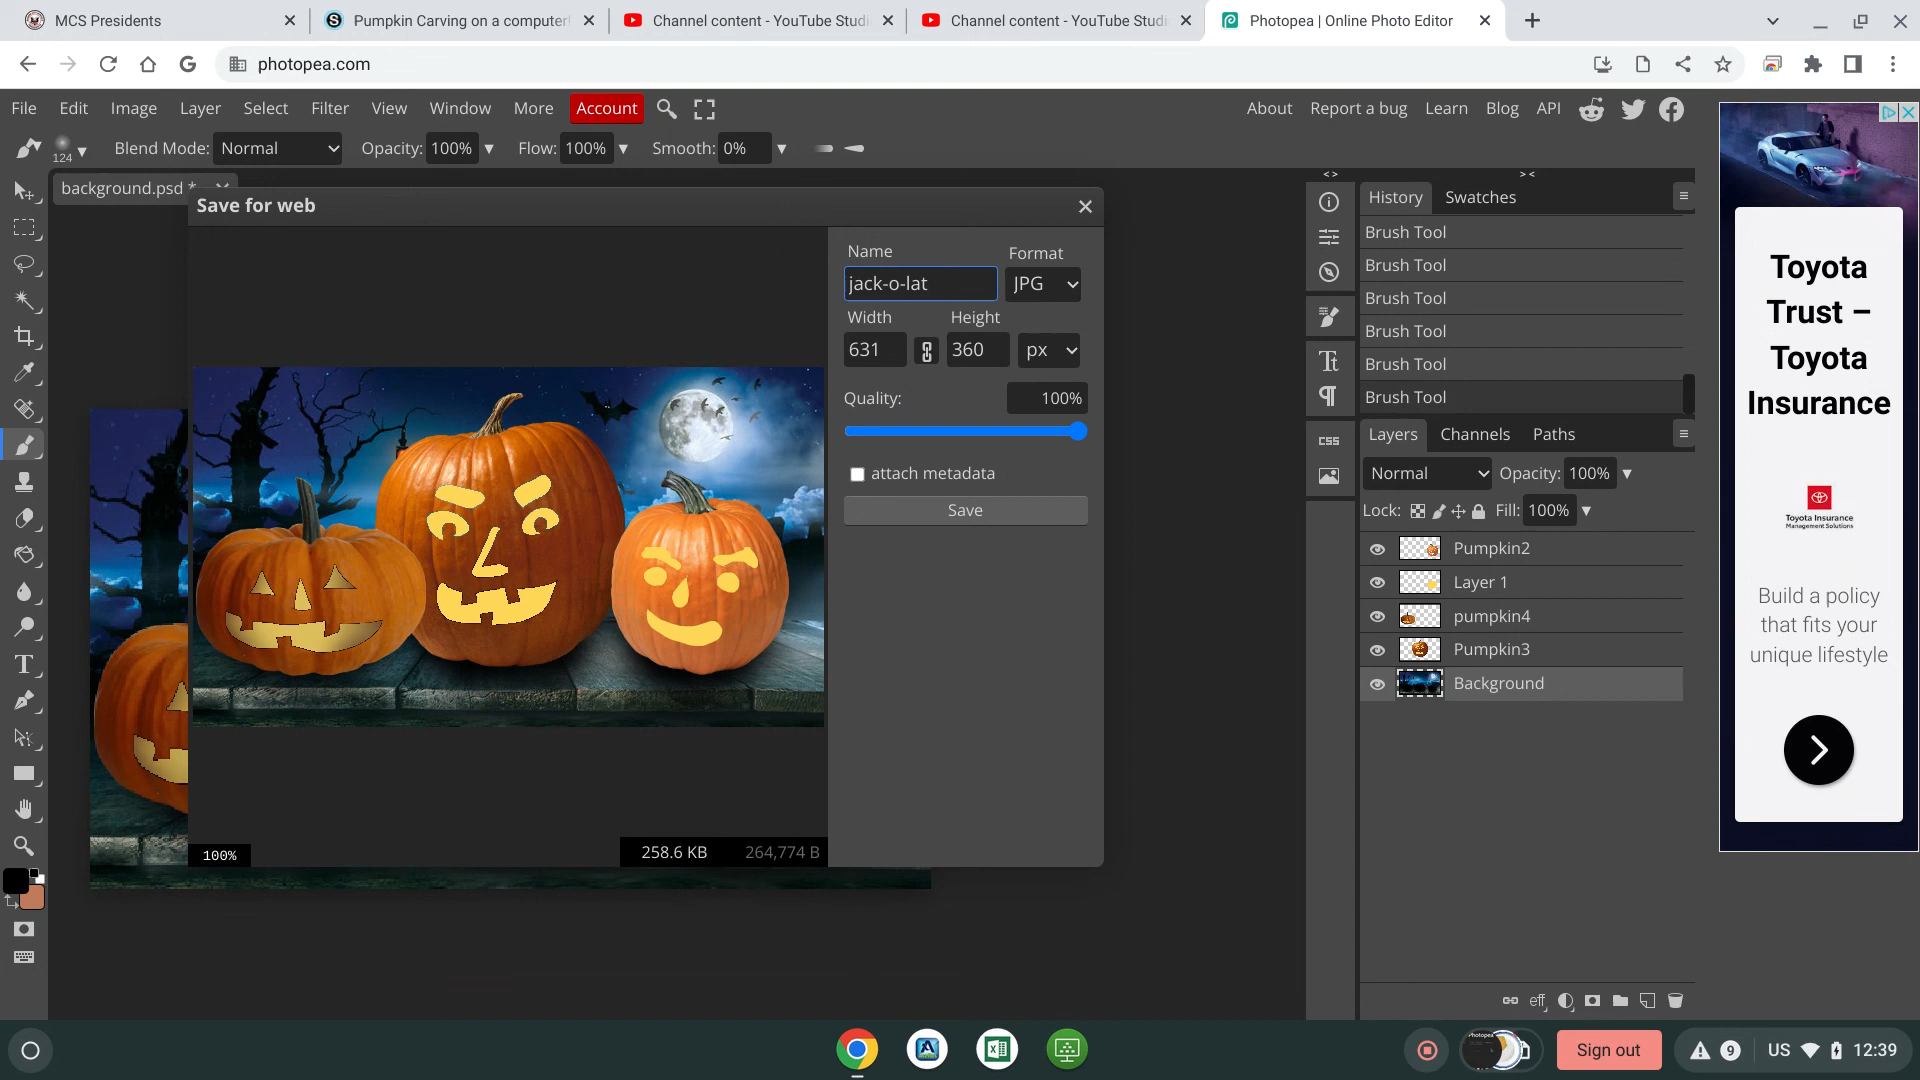 MCS Presidents
Pumpkin Carving on a computer
Channel content - YouTube Studi
Channel content - YouTube Studi
Photopea | Online Photo Editor
photopea.com
File Edit Image Layer Select Filter View Window More Account
About Report a bug Learn Blog API
124
Blend Mode: Normal Opacity: 100% Flow: 100% Smooth: 0%
background.psd *
Save for web
Name
Format
jack-o-lat
JPG
Width
Height
631
360
px
Quality:
100%
attach metadata
Save
100%
258.6 KB
264,774 B
History Swatches
Brush Tool
Brush Tool
Brush Tool
Brush Tool
Brush Tool
Brush Tool
CSS
Layers Channels Paths
Normal Opacity: 100%
Lock: Fill: 100%
Pumpkin2
Layer 1
pumpkin4
Pumpkin3
Background
eff
Toyota
Trust –
Toyota
Insurance
Toyota Insurance
Management Solutions
Build a policy
that fits your
unique lifestyle
Sign out
9
US
12:39